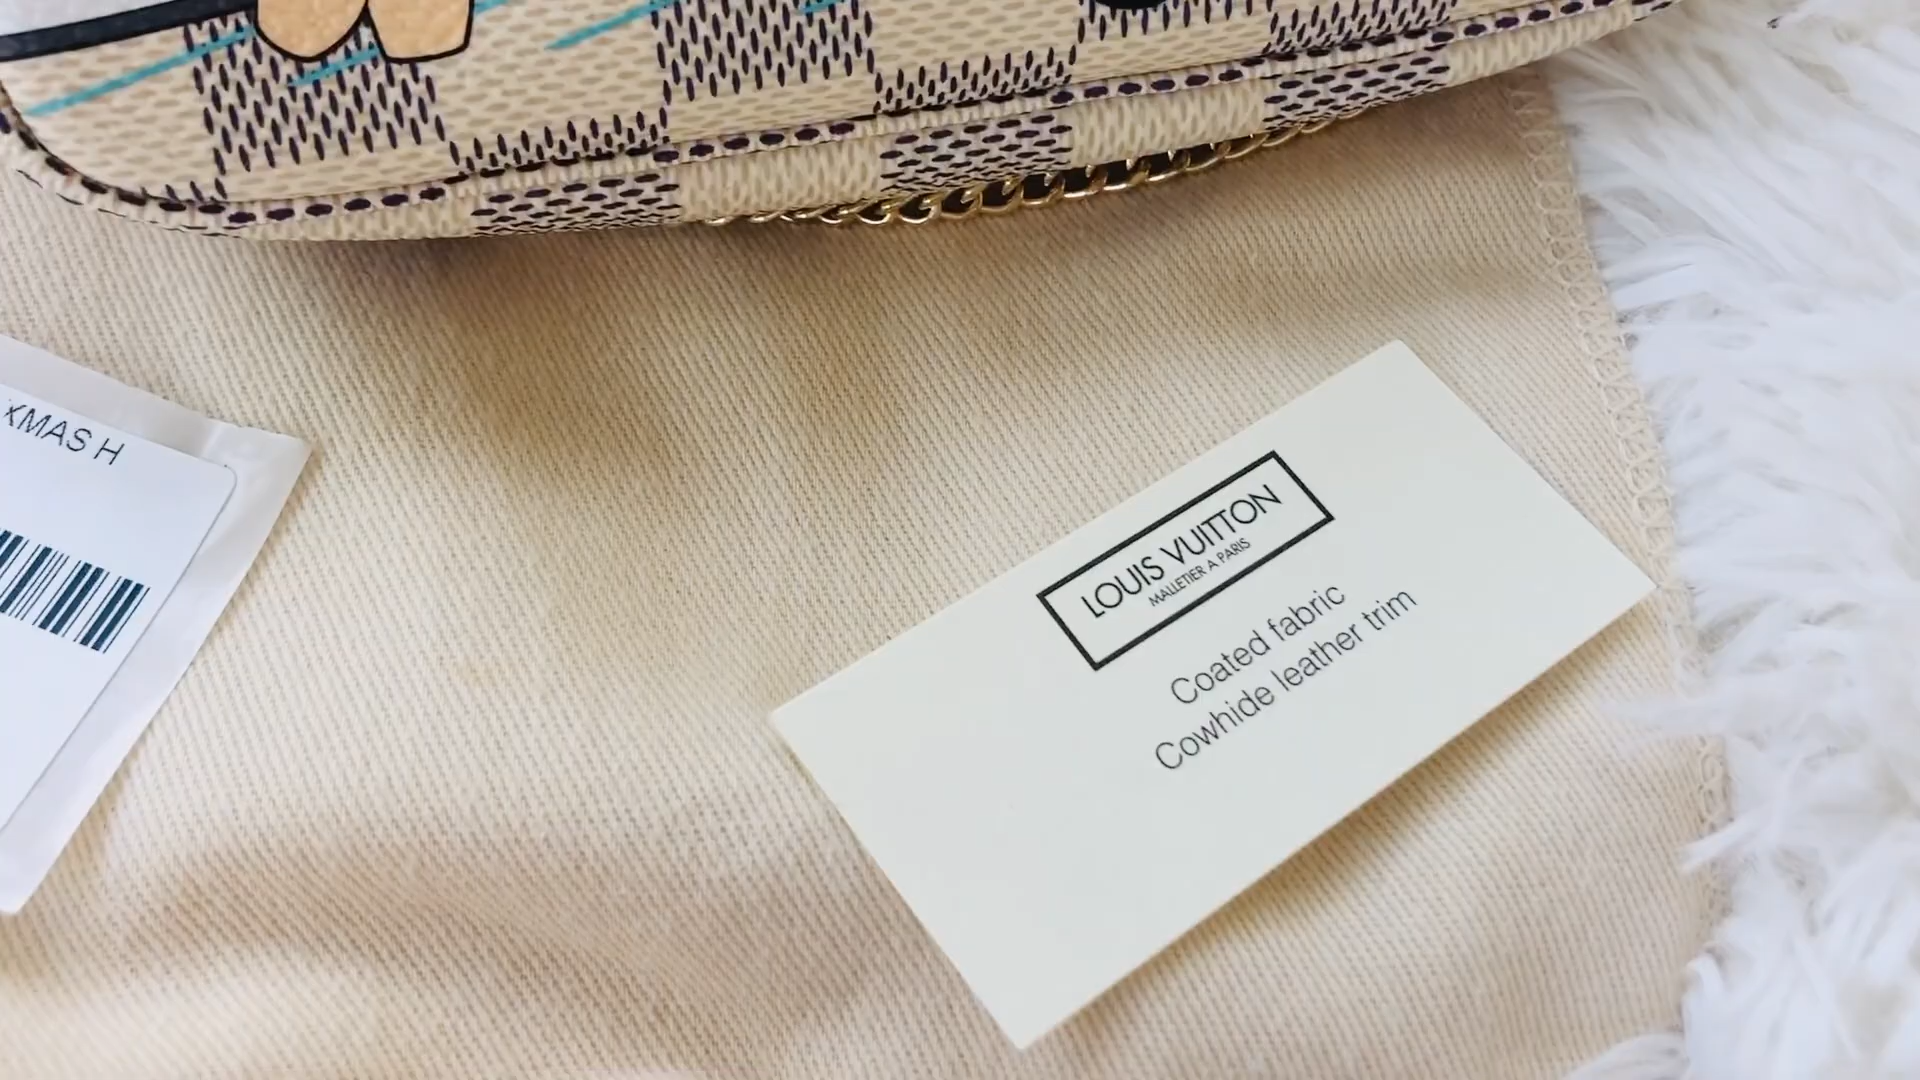 XMAS H
LOUIS VUITTON
MALLETIER A PARIS
Coated fabric
Cowhide leather trim